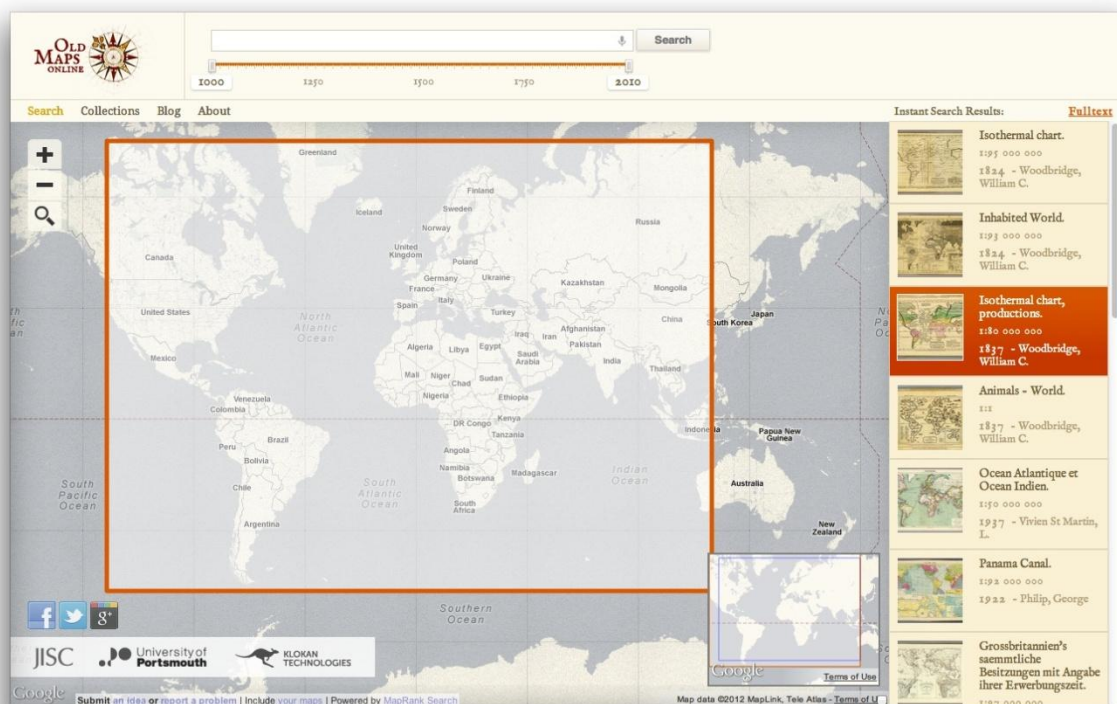 OLD
MAPS
ONLINE
Search
1000
1250
1500
1750
2010
Search Collections Blog About
Instant Search Results: Fulltext
Greenland
Finland
Iceland
Sweden
Russia
Norway
United
Kingdom
Canada
Poland
Germany
Ukraine
Kazakhstan
France
Mongolia
Italy
Spain
United States
North
Atlantic
Ocean
Turkey
China
Japan
South Korea
Afghanistan
Iraq
Iran
Pakistan
Algeria
Libya
Egypt
Saudi
Arabia
India
Mexico
Thailand
Mali
Niger
Chad
Sudan
Nigeria
Ethiopia
Venezuela
Colombia
Kenya
DR Congo
Indonesia
Papua New
Guinea
Tanzania
Brazil
Peru
Angola
Bolivia
Namibia
Botswana
Madagascar
Indian
Ocean
South
Pacific
Ocean
Chile
South
Atlantic
Ocean
Australia
South
Africa
Argentina
New
Zealand
Southern
Ocean
Isothermal chart.
1:95 000 000
1824 - Woodbridge,
William C.
Inhabited World.
1:93 000 000
1824 - Woodbridge,
William C.
Isothermal chart,
productions.
1:80 000 000
1837 - Woodbridge,
William C.
Animals - World.
1:1
1837 - Woodbridge,
William C.
Ocean Atlantique et
Ocean Indien.
1:50 000 000
1937 - Vivien St Martin,
L.
Panama Canal.
1:92 000 000
1922 - Philip, George
Grossbritannien's
saemmtliche
Besitzungen mit Angabe
ihrer Erwerbungszeit.
f
g+
JISC
University of
Portsmouth
KLOKAN
TECHNOLOGIES
Google
Terms of Use
Google
Submit an idea or report a problem | Include your maps | Powered by MapRank Search
Map data ©2012 MapLink, Tele Atlas - Terms of U